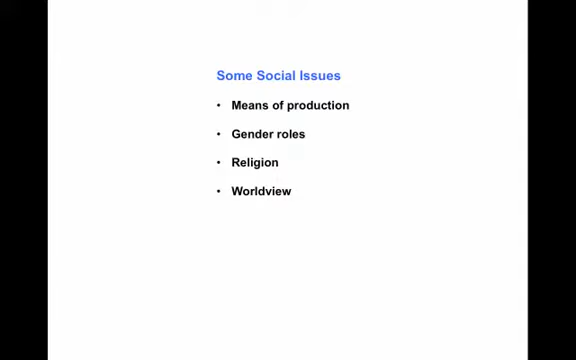 Some Social Issues
• Means of production
• Gender roles
• Religion
• Worldview